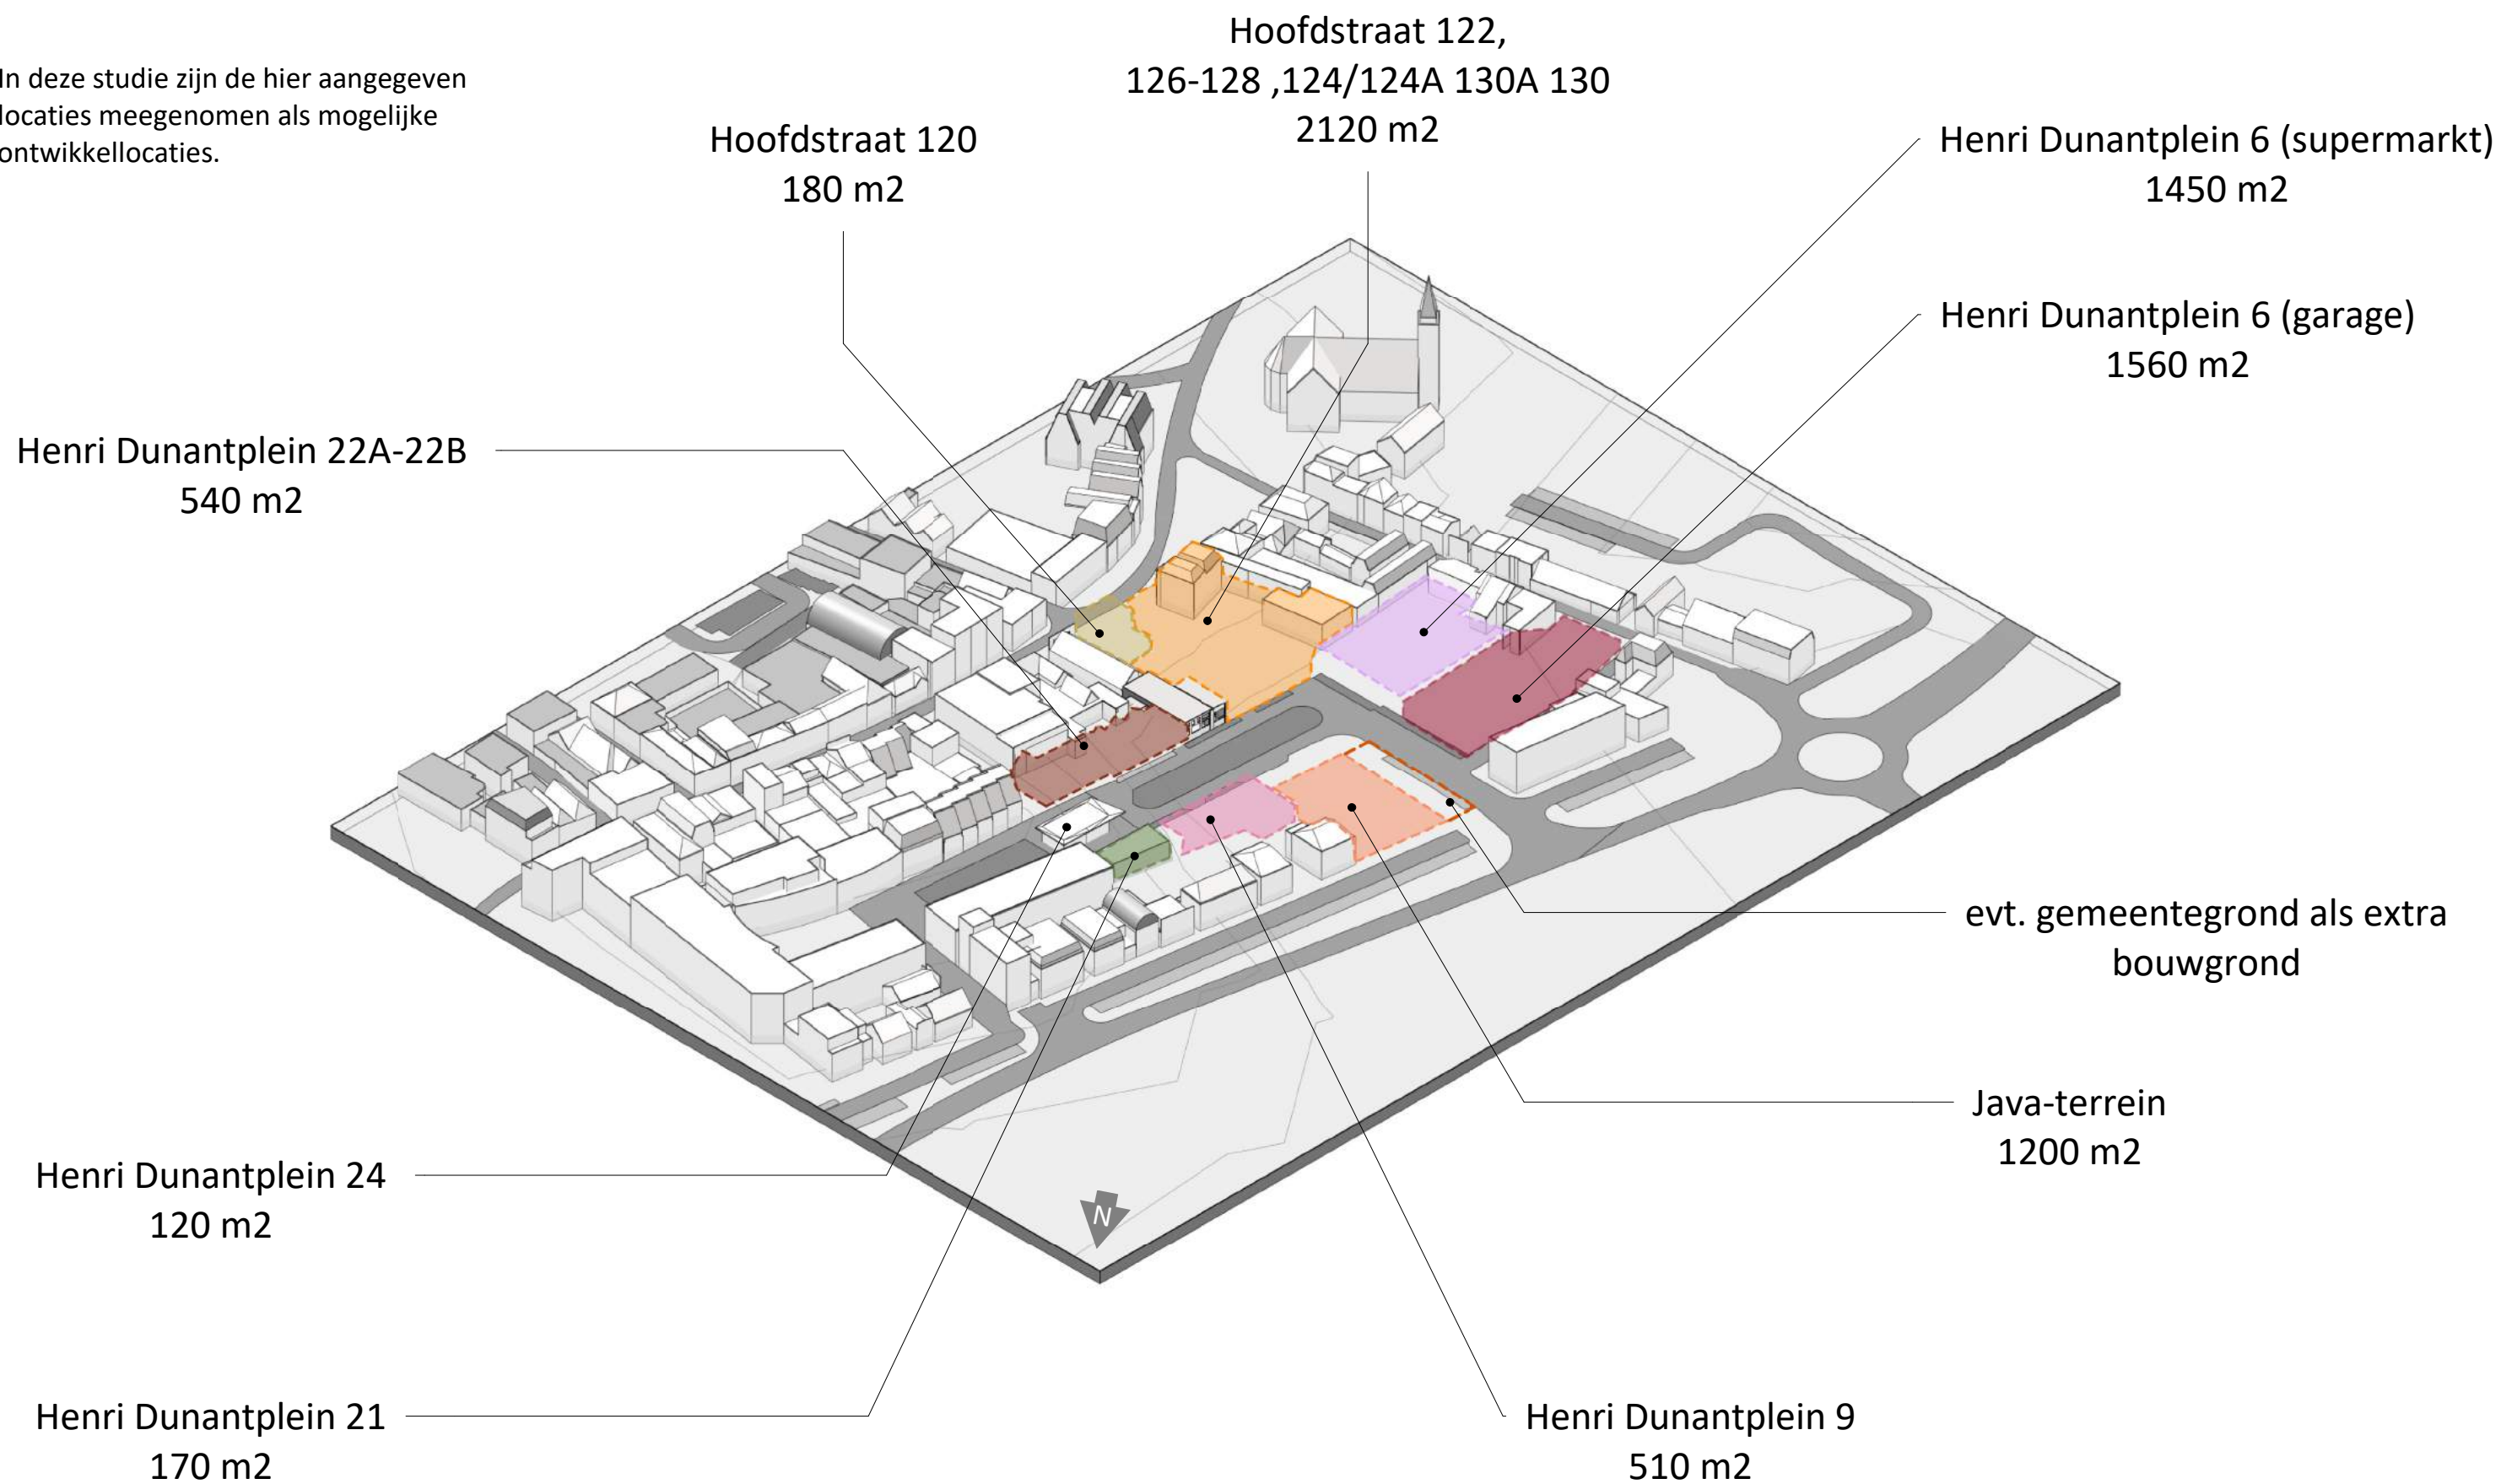 In deze studie zijn de hier aangegeven
locaties meegenomen als mogelijke
ontwikkellocaties.
Hoofdstraat 122,
126-128 ,124/124A 130A 130
2120 m2
Hoofdstraat 120
180 m2
Henri Dunantplein 6 (supermarkt)
1450 m2
Henri Dunantplein 6 (garage)
1560 m2
Henri Dunantplein 22A-22B
540 m2
evt. gemeentegrond als extra
bouwgrond
Java-terrein
1200 m2
Henri Dunantplein 24
120 m2
N
Henri Dunantplein 21
170 m2
Henri Dunantplein 9
510 m2